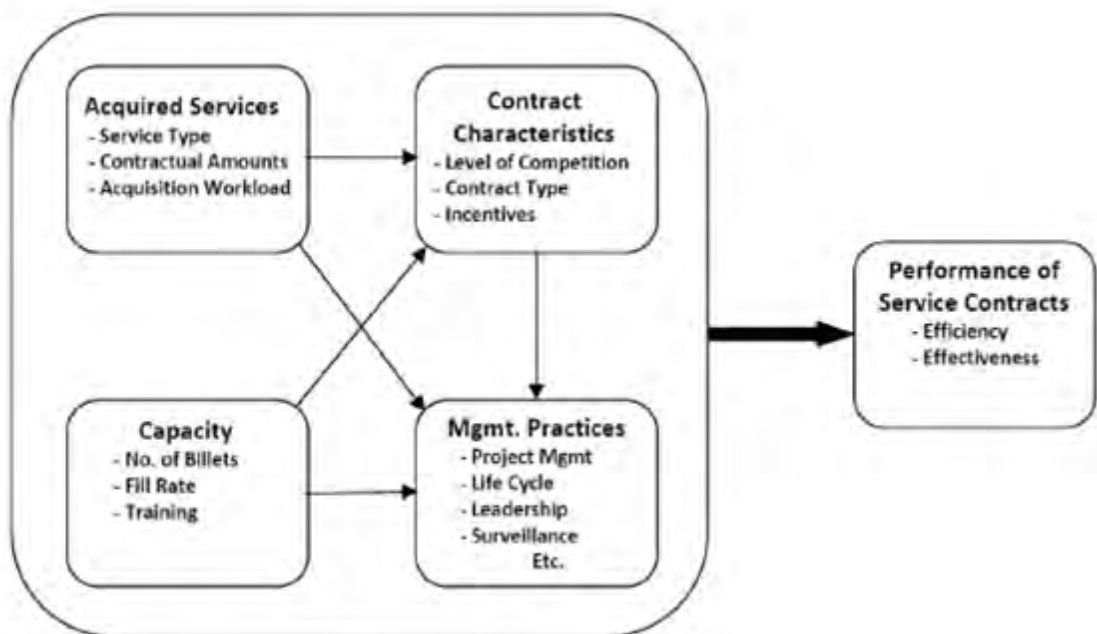 Acquired Services
- Service Type
- Contractual Amounts
- Acquisition Workload
Contract
Characteristics
- Level of Competition
- Contract Type
- Incentives
Capacity
- No. of Billets
- Fill Rate
- Training
Mgmt. Practices
- Project Mgmt
- Life Cycle
- Leadership
- Surveillance
Etc.
Performance of
Service Contracts
- Efficiency
- Effectiveness